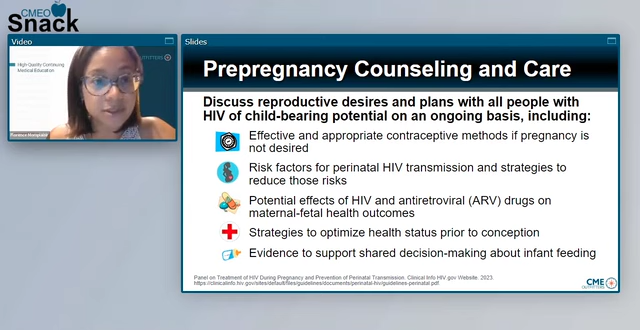 CMEO
Snack
Video
High-Quality Continuing
Medical Education
Slides
Prepregnancy Counseling and Care
Discuss reproductive desires and plans with all people with
HIV of child-bearing potential on an ongoing basis, including:
Effective and appropriate contraceptive methods if pregnancy is
not desired
Risk factors for perinatal HIV transmission and strategies to
reduce those risks
Potential effects of HIV and antiretroviral (ARV) drugs on
maternal-fetal health outcomes
Strategies to optimize health status prior to conception
Evidence to support shared decision-making about infant feeding
Panel on Treatment of HIV During Pregnancy and Prevention of Perinatal Transmission. Clinical Info HIV.gov Website. 2023.
https://clinicalinfo.hiv.gov/sites/default/files/guidelines/documents/perinatal-hiv/guidelines-perinatal.pdf.
CME
OUTFITTERS